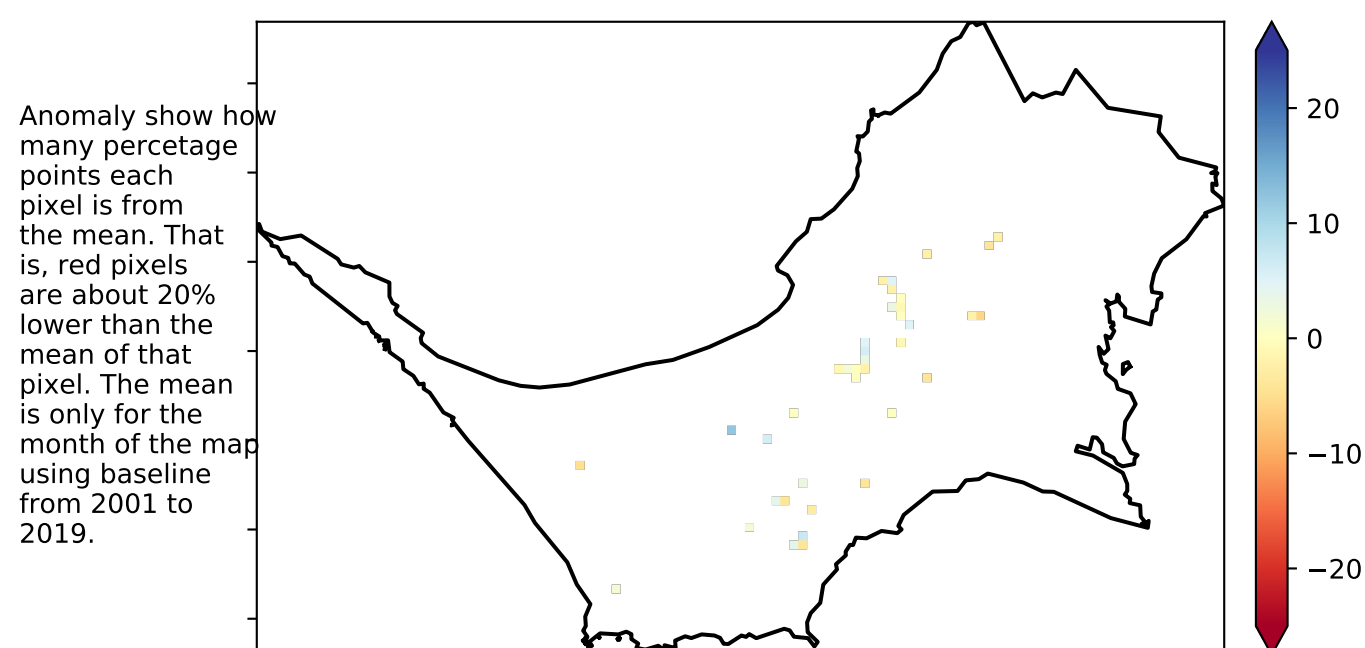 Anomaly show how
many percetage
points each
pixel is from
the mean. That
is, red pixels
are about 20%
lower than the
mean of that
pixel. The mean
is only for the
month of the map
using baseline
from 2001 to
2019.
20
10
0
−10
−20